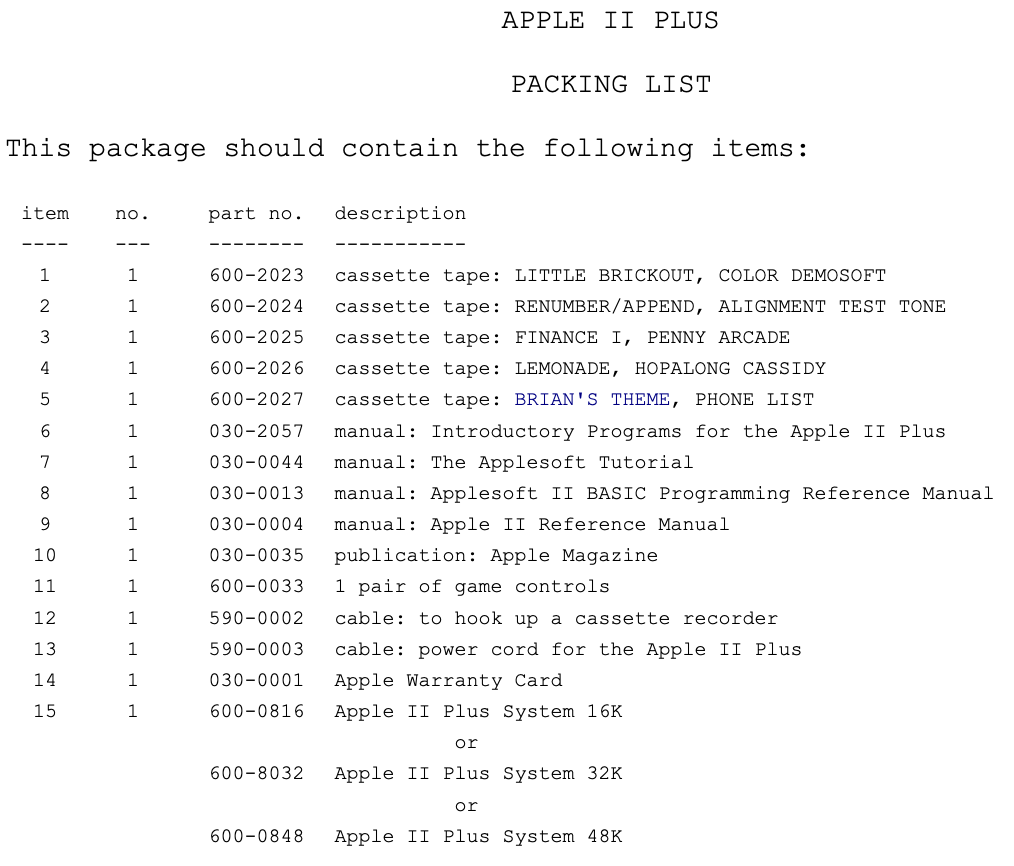 APPLE II PLUS
PACKING LIST
This package should contain the following items:
item no. part no. description
---- --- -------- -----------
1 1 600-2023 cassette tape: LITTLE BRICKOUT, COLOR DEMOSOFT
2 1 600-2024 cassette tape: RENUMBER/APPEND, ALIGNMENT TEST TONE
3 1 600-2025 cassette tape: FINANCE I, PENNY ARCADE
4 1 600-2026 cassette tape: LEMONADE, HOPALONG CASSIDY
5 1 600-2027 cassette tape: BRIAN'S THEME, PHONE LIST
6 1 030-2057 manual: Introductory Programs for the Apple II Plus
7 1 030-0044 manual: The Applesoft Tutorial
8 1 030-0013 manual: Applesoft II BASIC Programming Reference Manual
9 1 030-0004 manual: Apple II Reference Manual
10 1 030-0035 publication: Apple Magazine
11 1 600-0033 1 pair of game controls
12 1 590-0002 cable: to hook up a cassette recorder
13 1 590-0003 cable: power cord for the Apple II Plus
14 1 030-0001 Apple Warranty Card
15 1 600-0816 Apple II Plus System 16K
or
600-8032 Apple II Plus System 32K
or
600-0848 Apple II Plus System 48K